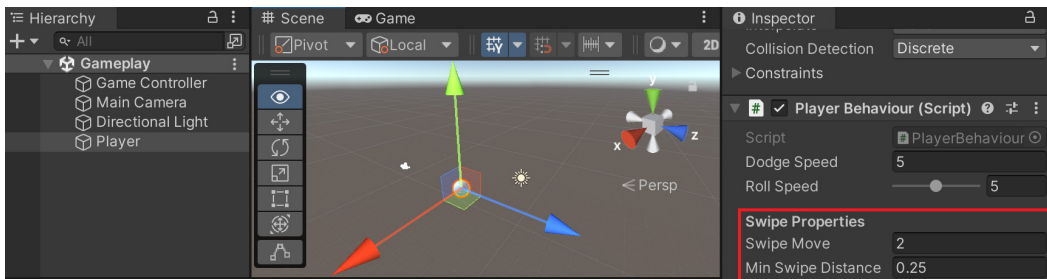 Hierarchy
All
Gameplay
Game Controller
Main Camera
Directional Light
Player
Scene
Game
Pivot
Local
2D
y
x
z
Persp
Inspector
Collision Detection
Discrete
Constraints
Player Behaviour (Script)
Script
PlayerBehaviour
Dodge Speed
5
Roll Speed
5
Swipe Properties
Swipe Move
2
Min Swipe Distance
0.25